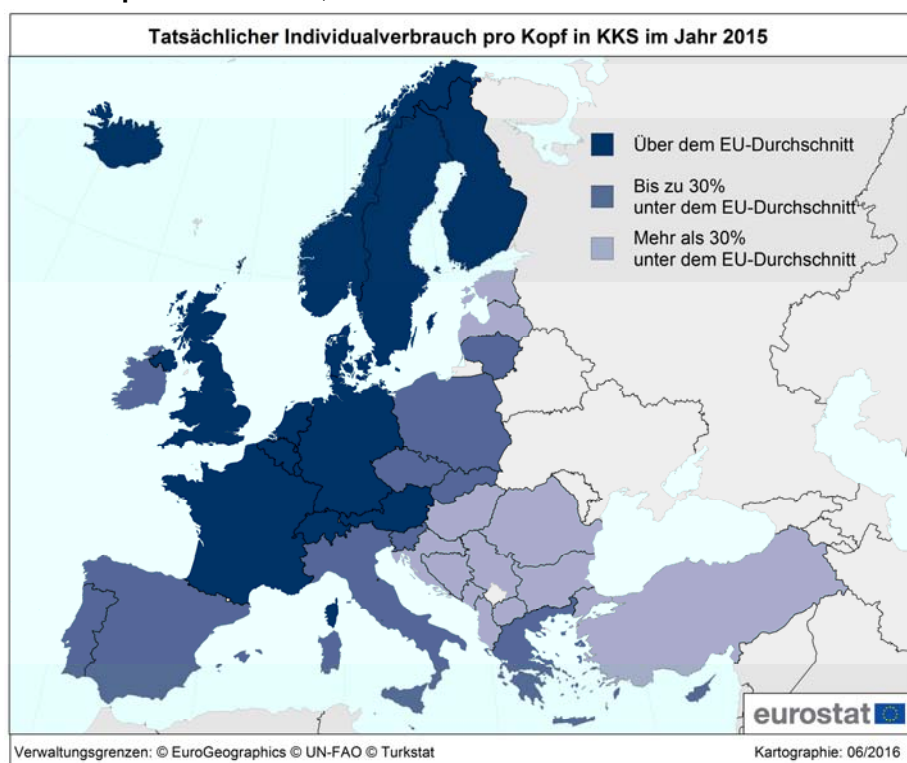 Tatsächlicher Individualverbrauch pro Kopf in KKS im Jahr 2015
Über dem EU-Durchschnitt
Bis zu 30%
unter dem EU-Durchschnitt
Mehr als 30%
unter dem EU-Durchschnitt
eurostat
Verwaltungsgrenzen: © EuroGeographics © UN-FAO © Turkstat
Kartographie: 06/2016